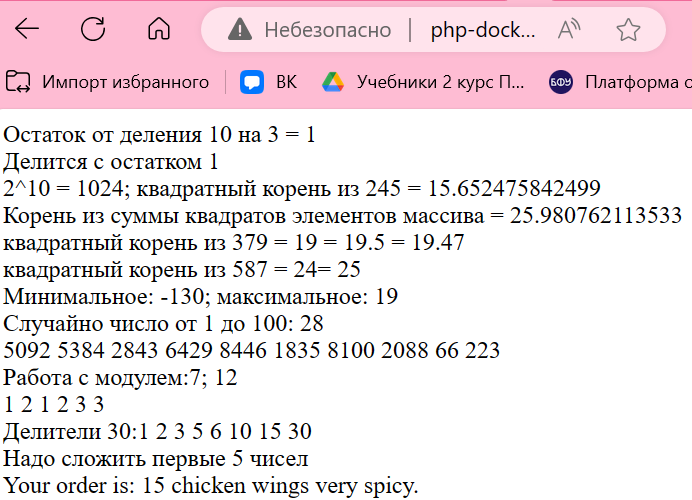 Небезопасно php-dock...
Импорт избранного ВК Учебники 2 курс П... БФУ Платформа о
Остаток от деления 10 на 3 = 1
Делится с остатком 1
2^10 = 1024; квадратный корень из 245 = 15.652475842499
Корень из суммы квадратов элементов массива = 25.980762113533
квадратный корень из 379 = 19 = 19.5 = 19.47
квадратный корень из 587 = 24= 25
Минимальное: -130; максимальное: 19
Случайно число от 1 до 100: 28
5092 5384 2843 6429 8446 1835 8100 2088 66 223
Работа с модулем:7; 12
1 2 1 2 3 3
Делители 30:1 2 3 5 6 10 15 30
Надо сложить первые 5 чисел
Your order is: 15 chicken wings very spicy.